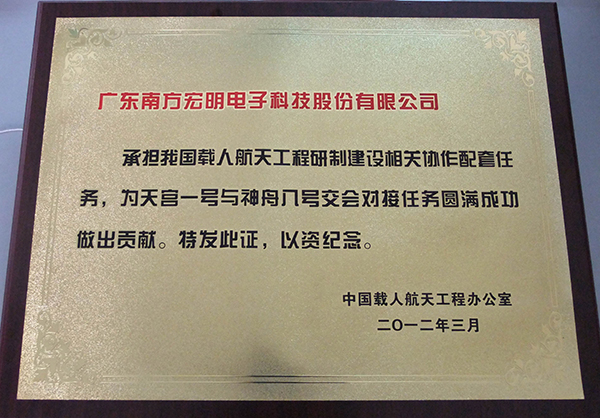 广东南方宏明电子科技股份有限公司
承担我国载人航天工程研制建设相关协作配套任
务，为天宫一号与神舟八号交会对接任务圆满成功
做出贡献。特发此证，以资纪念。
中国载人航天工程办公室
二〇一二年三月